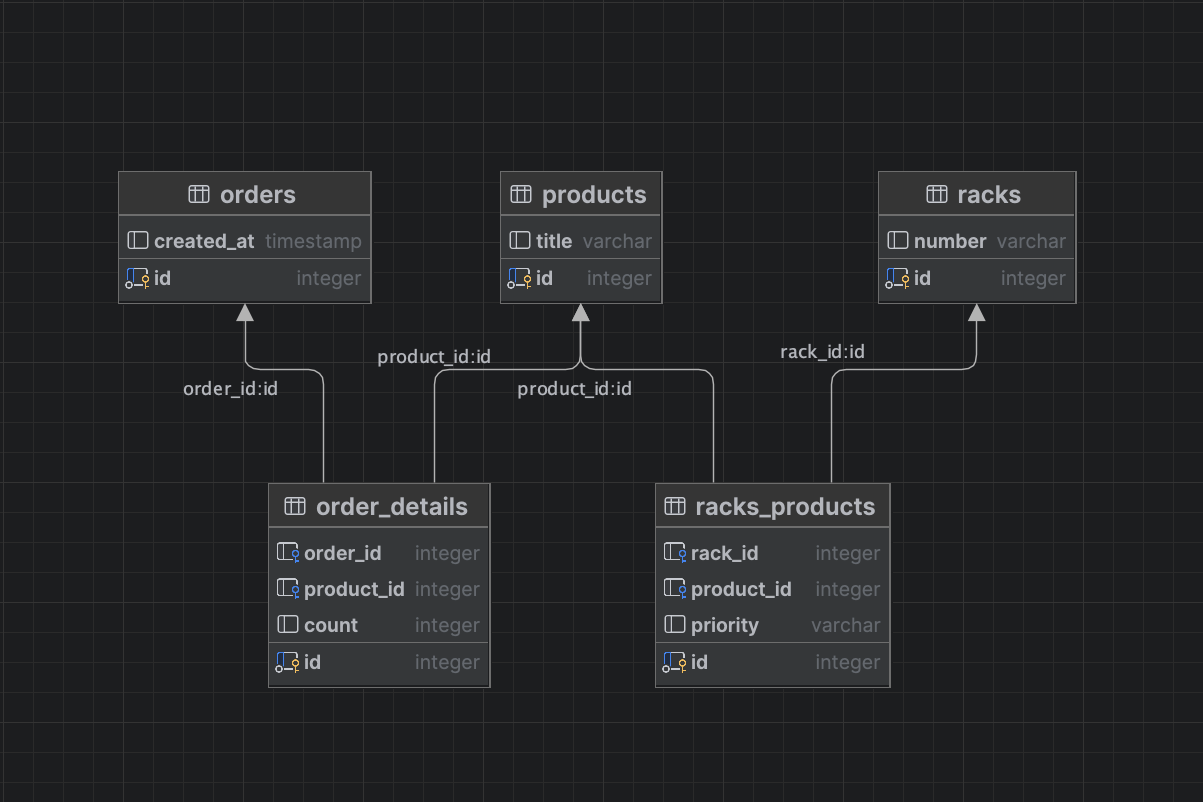 orders
created_at timestamp
id integer
products
title varchar
id integer
racks
number varchar
id integer
order_id:id
product_id:id
product_id:id
rack_id:id
order_details
order_id integer
product_id integer
count integer
id integer
racks_products
rack_id integer
product_id integer
priority varchar
id integer